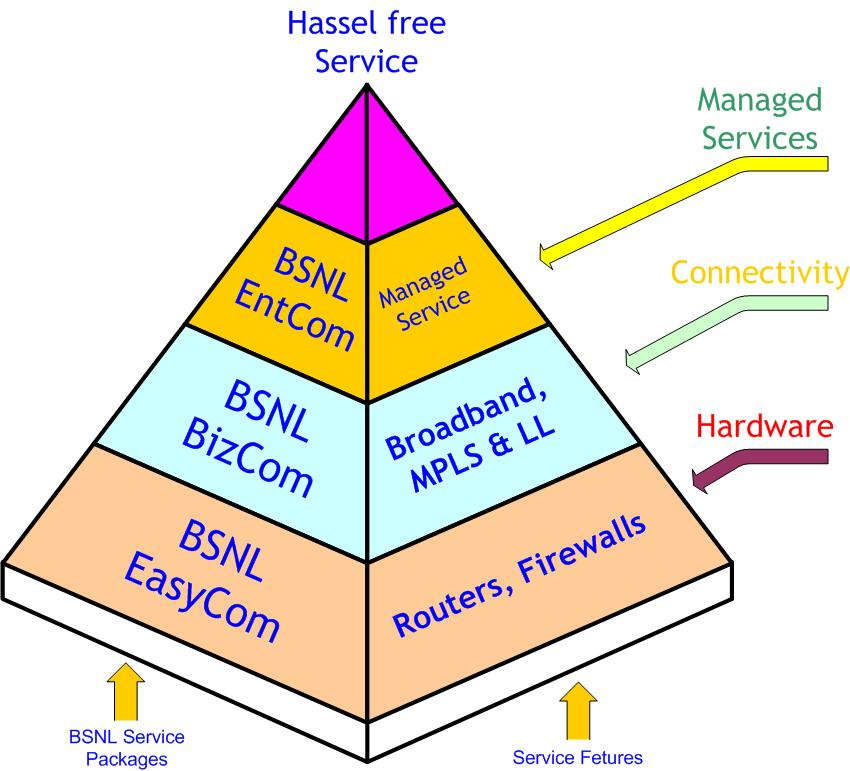 Hassel free
Service
Managed
Services
BSNL
EntCom
Managed
Service
Connectivity
BSNL
BizCom
Broadband,
MPLS & LL
Hardware
BSNL
EasyCom
Routers, Firewalls
BSNL Service
Packages
Service Fetures